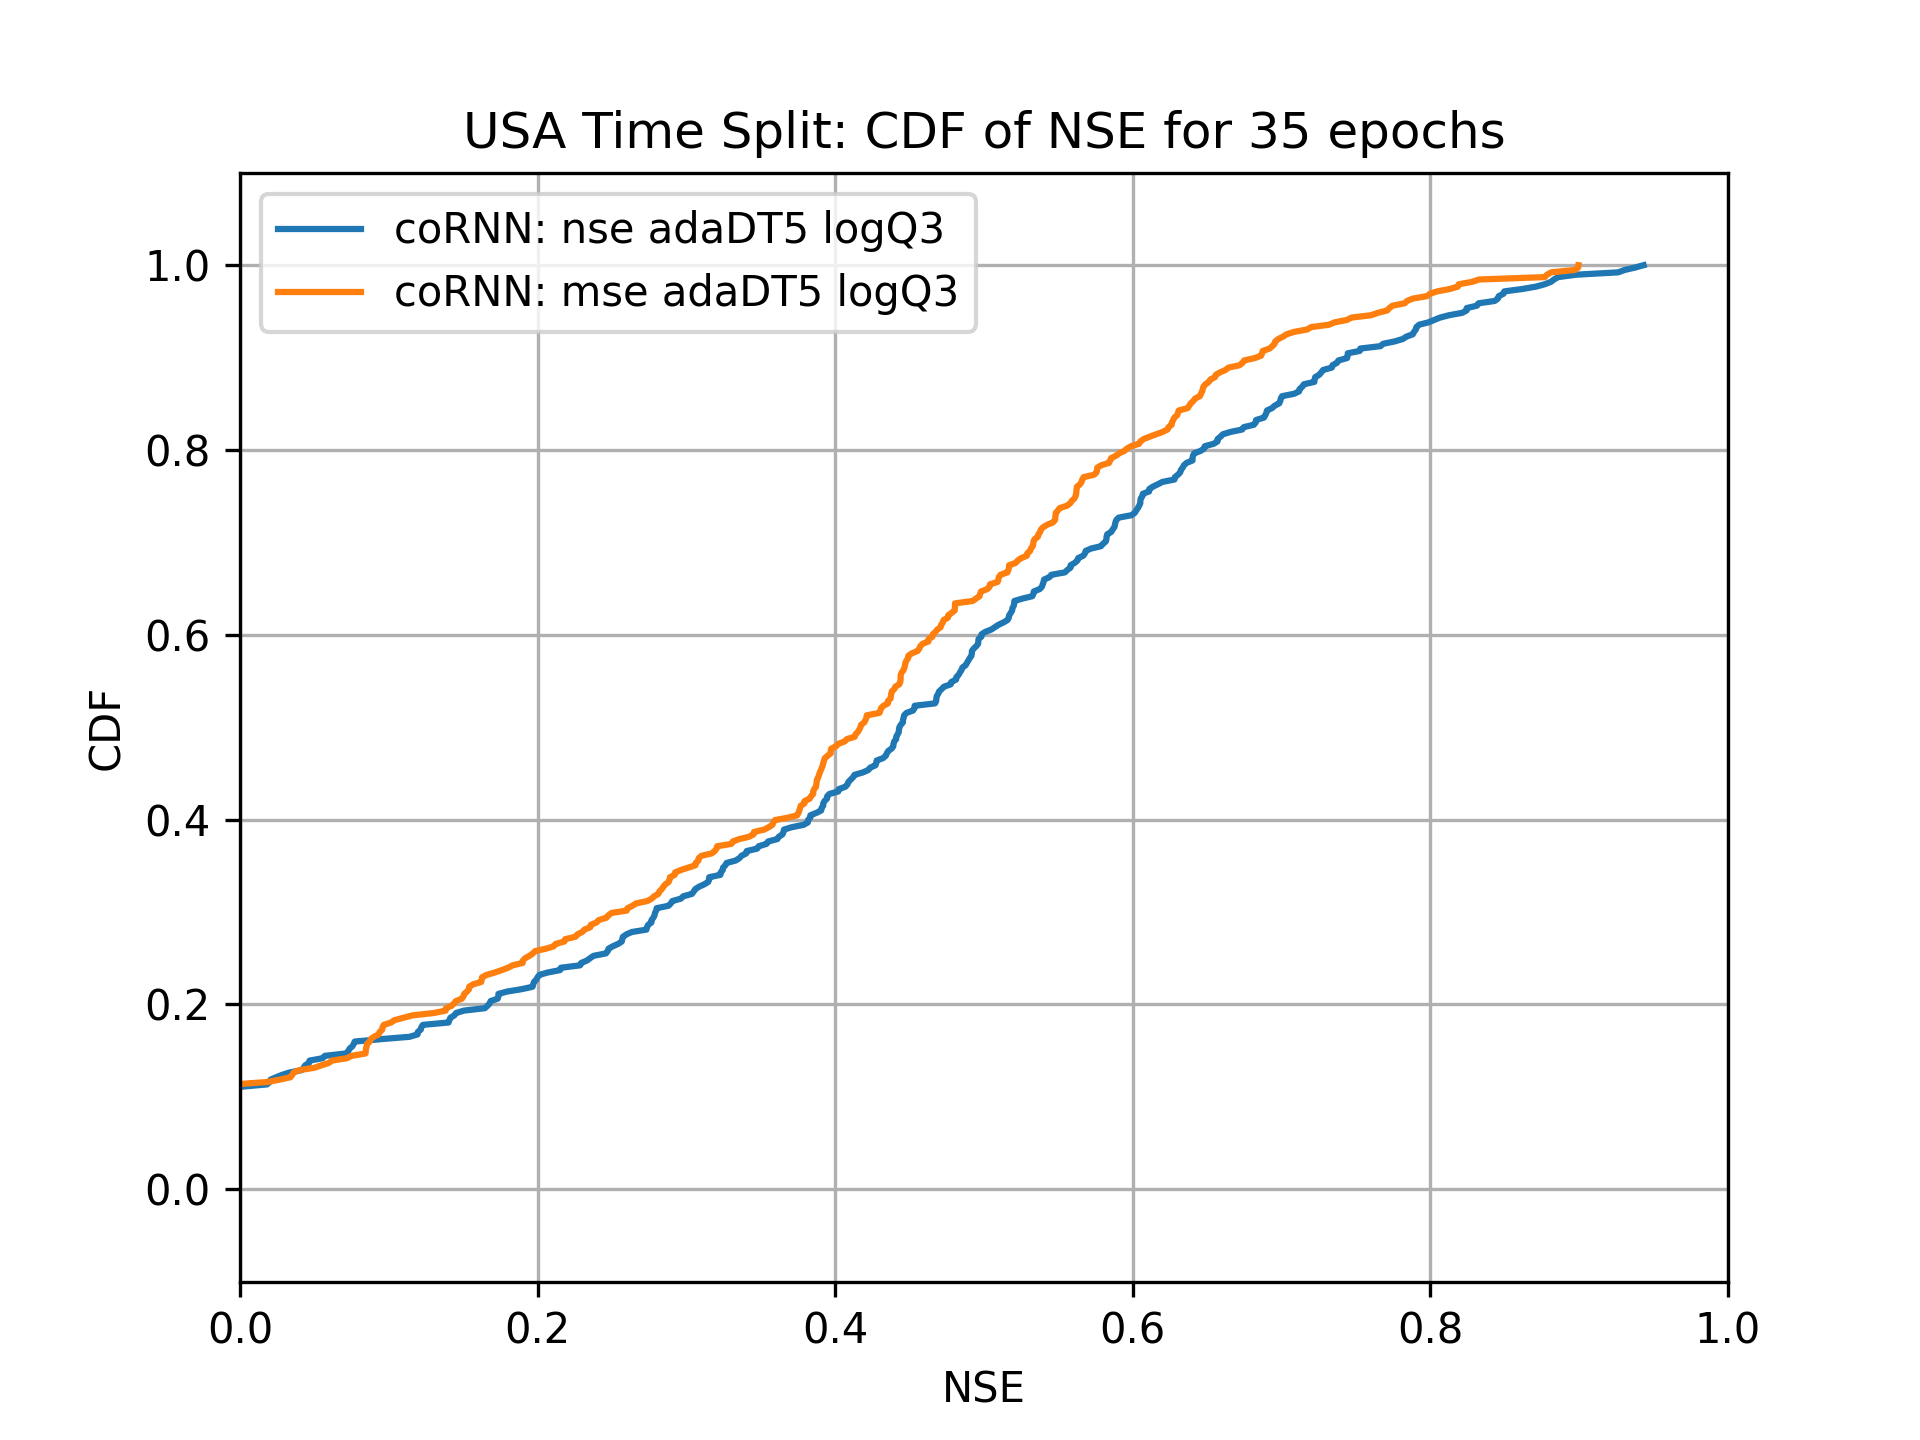 USA Time Split: CDF of NSE for 35 epochs
coRNN: nse adaDT5 logQ3
coRNN: mse adaDT5 logQ3
1.0
0.8
0.6
0.4
0.2
0.0
CDF
0.0 0.2 0.4 0.6 0.8 1.0
NSE